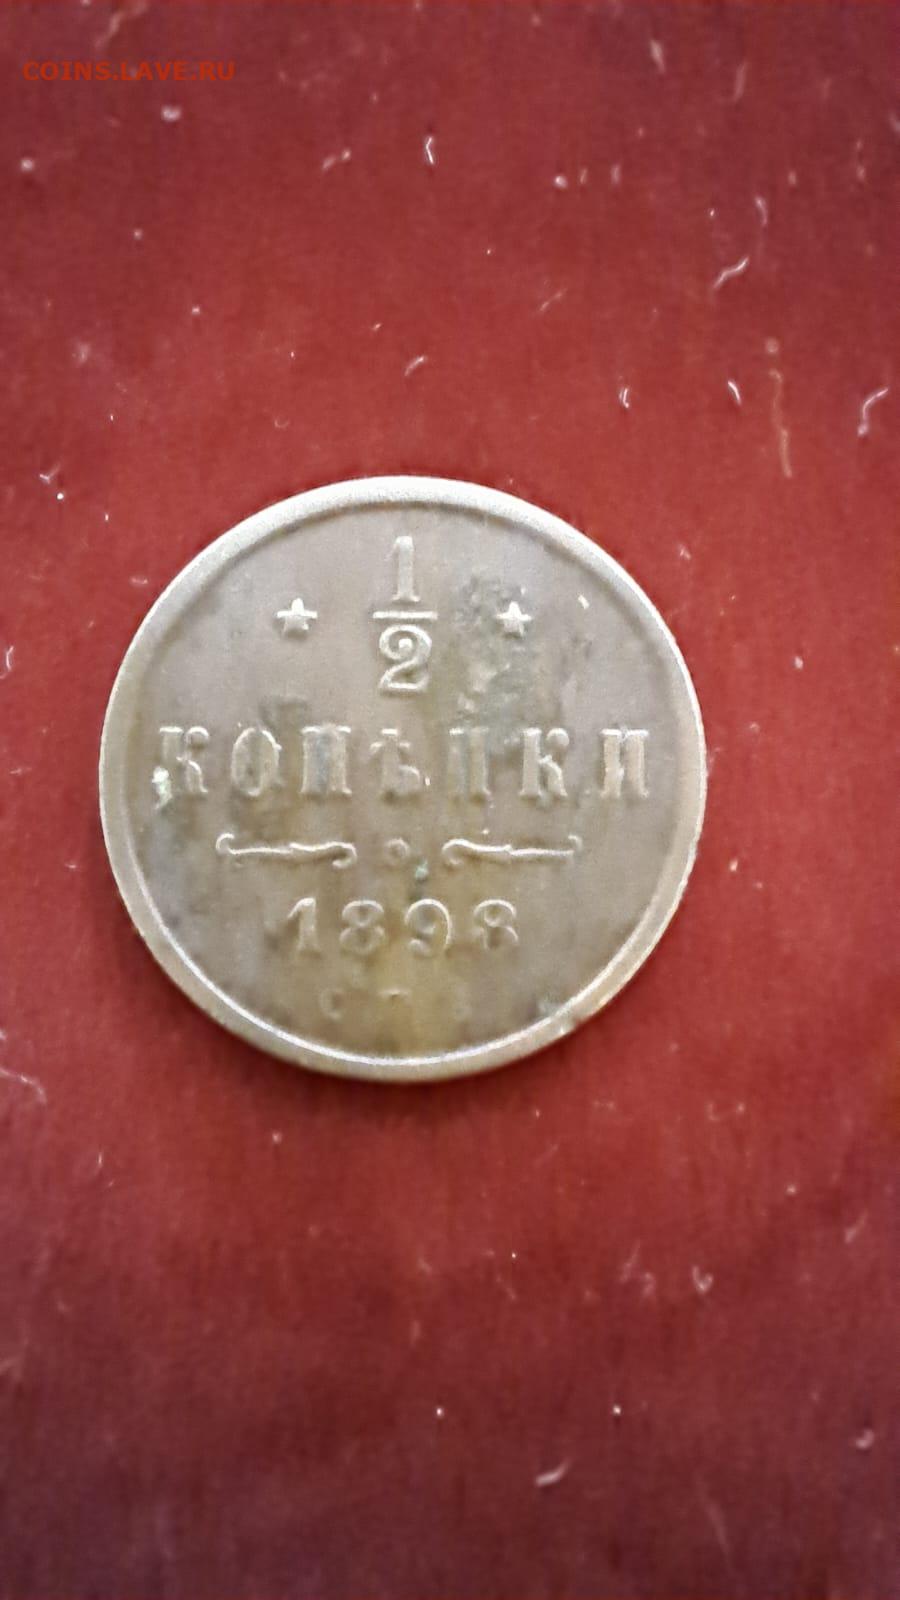 COINS.LAVE.RU
★ 1/2 ★
КОПѢЙКИ
1898
С П Б